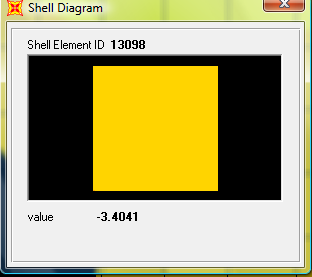 Shell Diagram
Shell Element ID 13098
value -3.4041